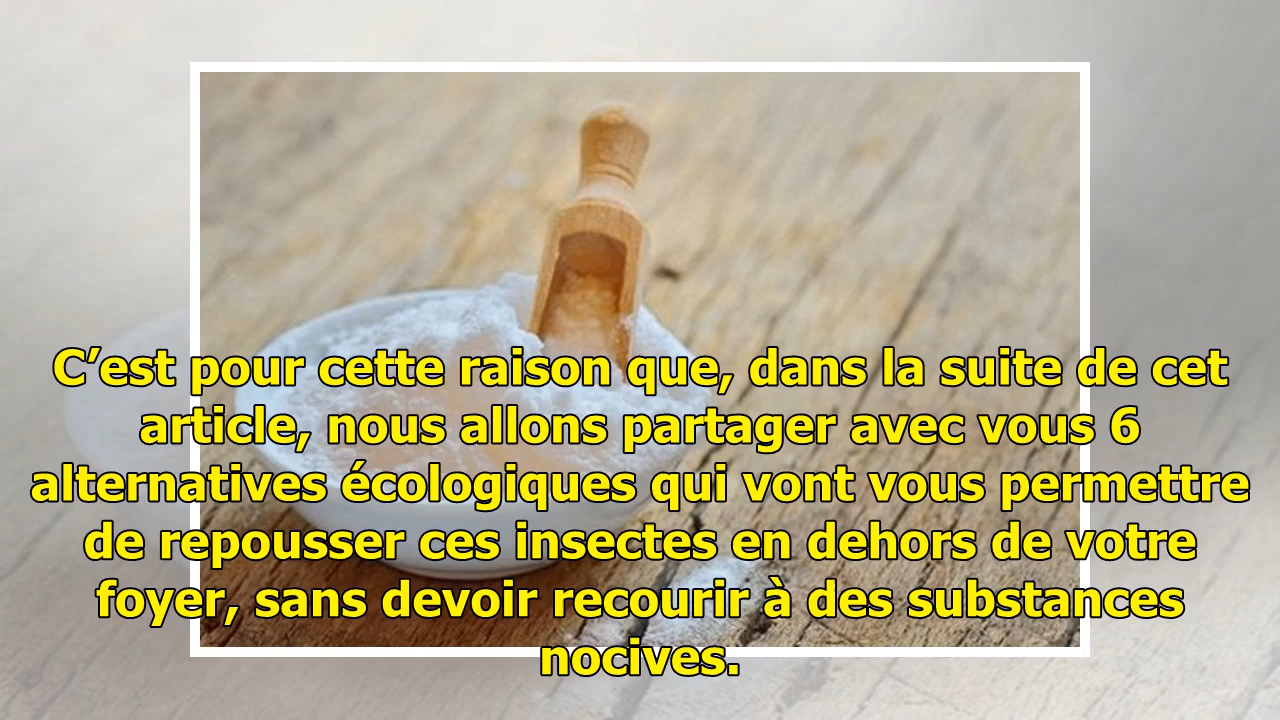 C’est pour cette raison que, dans la suite de cet
article, nous allons partager avec vous 6
alternatives écologiques qui vont vous permettre
de repousser ces insectes en dehors de votre
foyer, sans devoir recourir à des substances
nocives.